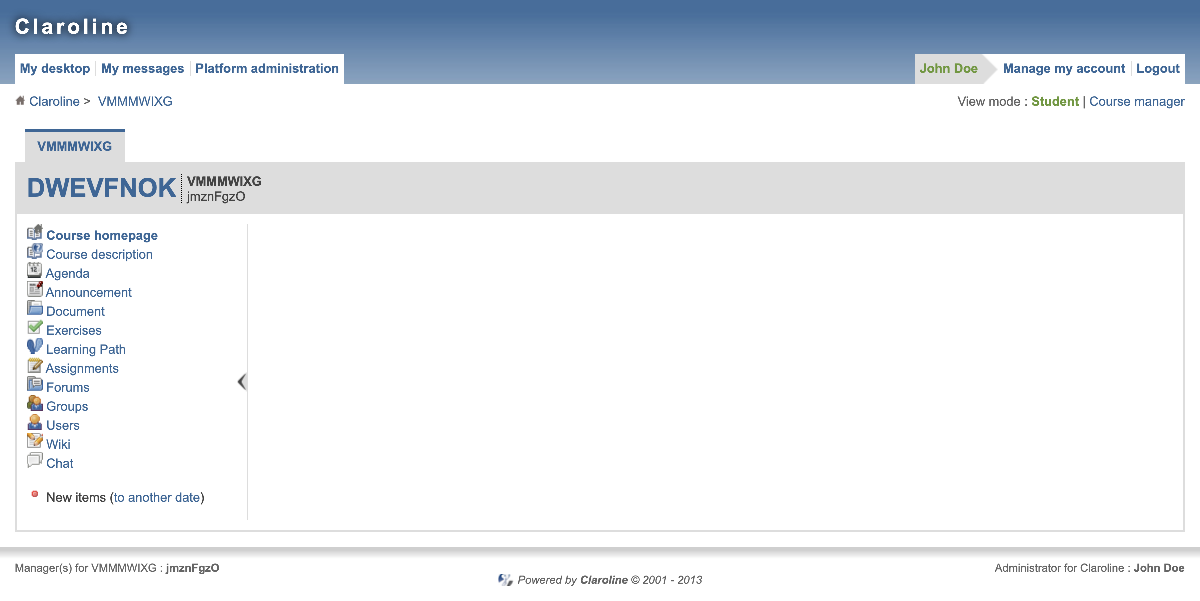 Claroline
My desktop My messages Platform administration
John Doe Manage my account Logout
Claroline > VMMMWIXG
View mode : Student | Course manager
VMMMWIXG
DWEVFNOK
VMMMWIXG
jmznFgzO
Course homepage
Course description
Agenda
Announcement
Document
Exercises
Learning Path
Assignments
Forums
Groups
Users
Wiki
Chat
New items (to another date)
Manager(s) for VMMMWIXG : jmznFgzO
Powered by Claroline © 2001 - 2013
Administrator for Claroline : John Doe